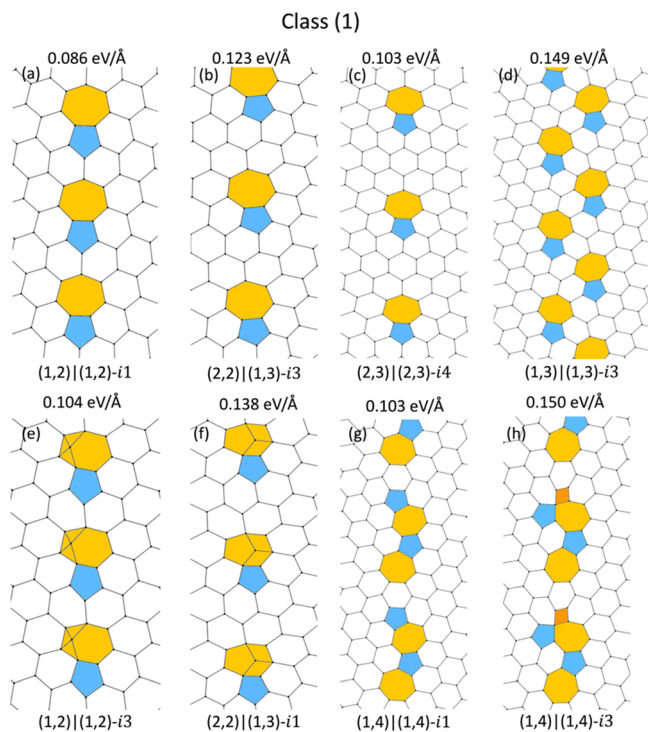 Class (1)
0.086 eV/Å 0.123 eV/Å 0.103 eV/Å 0.149 eV/Å
(a) (b) (c) (d)
(1,2)|(1,2)-i1 (2,2)|(1,3)-i3 (2,3)|(2,3)-i4 (1,3)|(1,3)-i3
0.104 eV/Å 0.138 eV/Å 0.103 eV/Å 0.150 eV/Å
(e) (f) (g) (h)
(1,2)|(1,2)-i3 (2,2)|(1,3)-i1 (1,4)|(1,4)-i1 (1,4)|(1,4)-i3